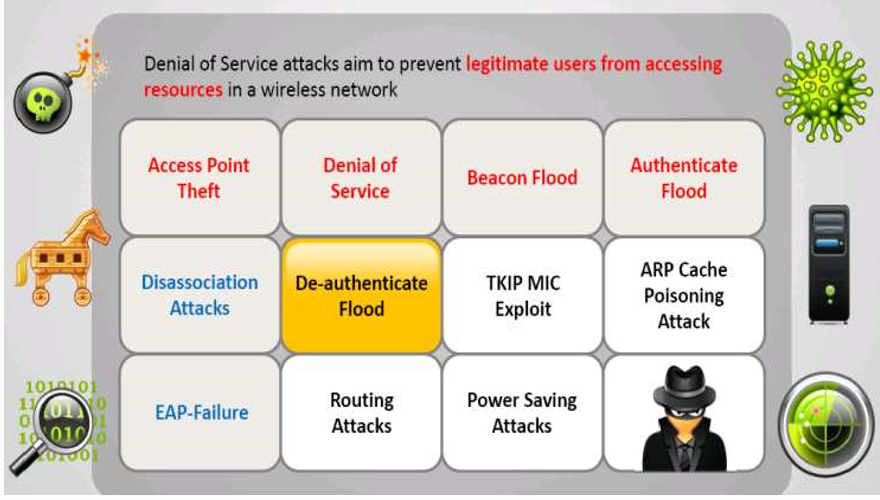 Denial of Service attacks aim to prevent legitimate users from accessing
resources in a wireless network
Access Point
Theft
Denial of
Service
Beacon Flood
Authenticate
Flood
Disassociation
Attacks
De-authenticate
Flood
TKIP MIC
Exploit
ARP Cache
Poisoning
Attack
EAP-Failure
Routing
Attacks
Power Saving
Attacks
1010101